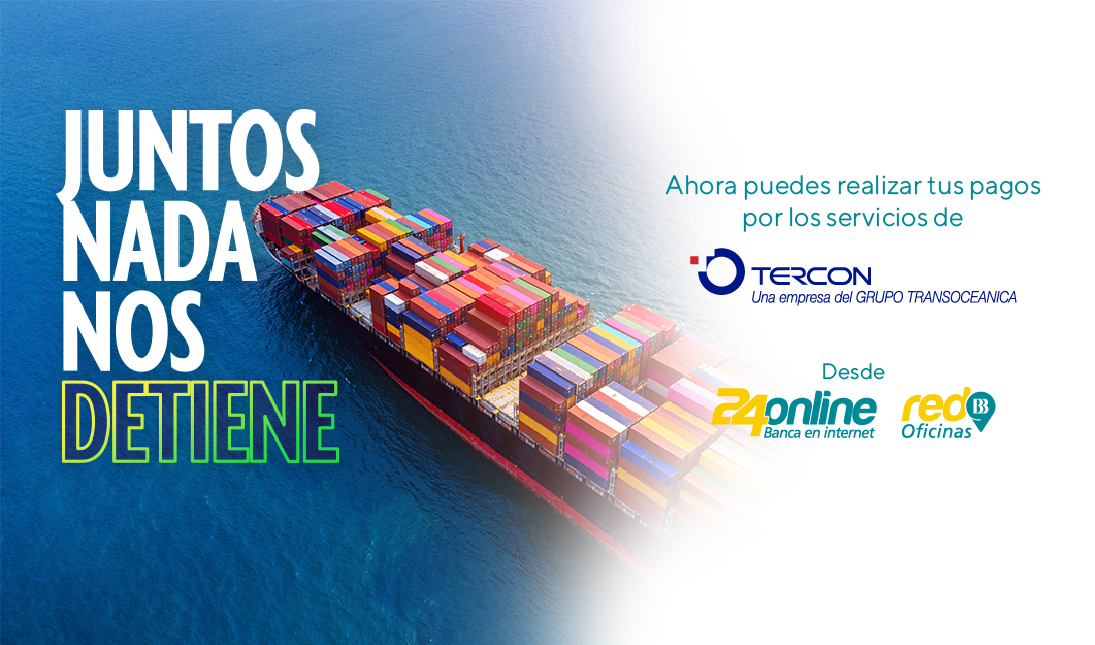 JUNTOS
NADA
NOS
DETIENE
Ahora puedes realizar tus pagos
por los servicios de
TERCON
Una empresa del GRUPO TRANSOCEANICA
Desde
24online
Banca en internet
red BB
Oficinas